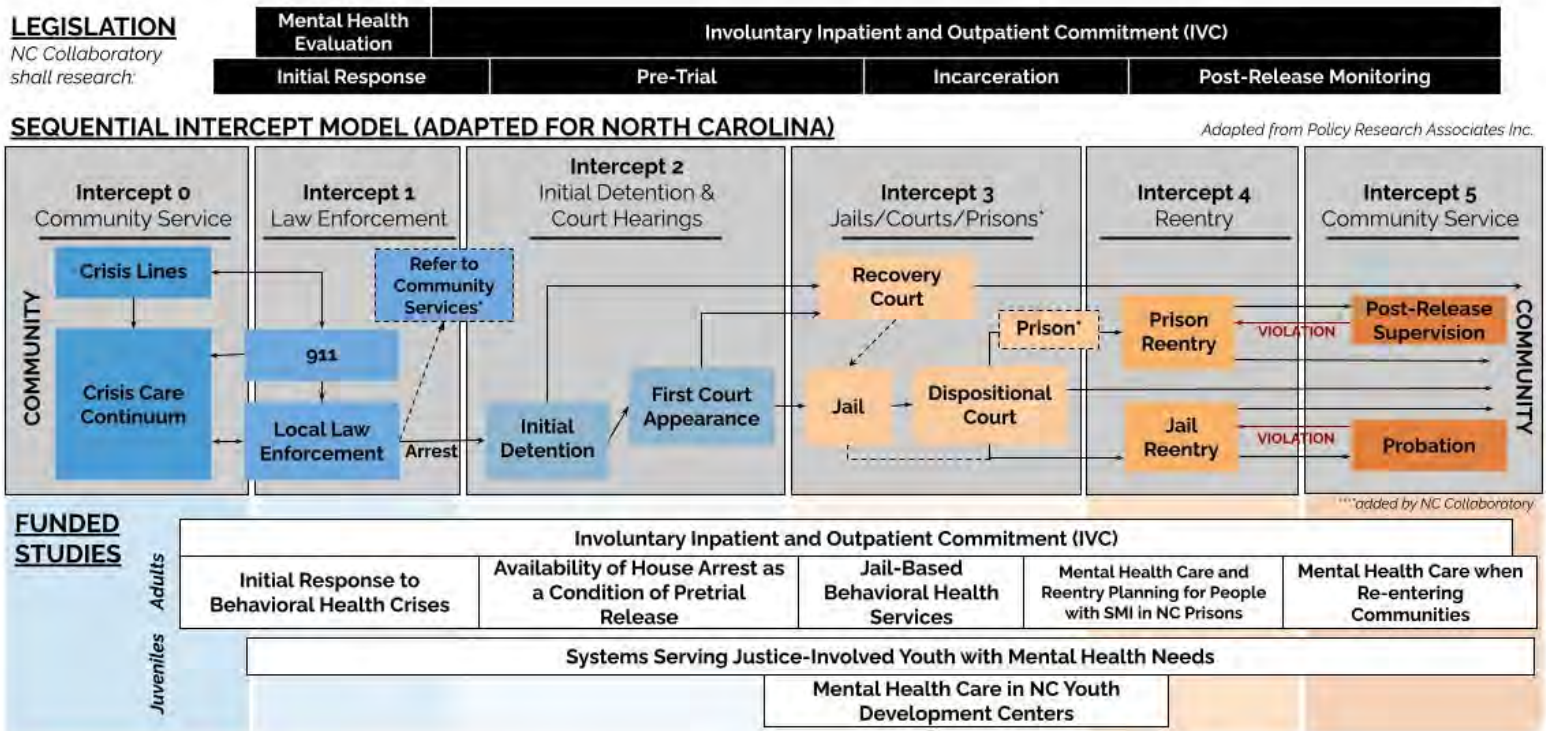 LEGISLATION
NC Collaboratory
shall research:
Mental Health
Evaluation
Involuntary Inpatient and Outpatient Commitment (IVC)
Initial Response
Pre-Trial
Incarceration
Post-Release Monitoring
SEQUENTIAL INTERCEPT MODEL (ADAPTED FOR NORTH CAROLINA)
Adapted from Policy Research Associates Inc.
Intercept 0
Community Service
Intercept 1
Law Enforcement
Intercept 2
Initial Detention &
Court Hearings
Intercept 3
Jails/Courts/Prisons*
Intercept 4
Reentry
Intercept 5
Community Service
COMMUNITY
Crisis Lines
Crisis Care
Continuum
911
Local Law
Enforcement
Refer to
Community
Services*
Arrest
Initial
Detention
First Court
Appearance
Recovery
Court
Jail
Dispositional
Court
Prison*
Prison
Reentry
Jail
Reentry
VIOLATION
VIOLATION
Post-Release
Supervision
Probation
COMMUNITY
"*"added by NC Collaboratory
FUNDED
STUDIES
Adults
Involuntary Inpatient and Outpatient Commitment (IVC)
Initial Response to
Behavioral Health Crises
Availability of House Arrest as
a Condition of Pretrial
Release
Jail-Based
Behavioral Health
Services
Mental Health Care and
Reentry Planning for People
with SMI in NC Prisons
Mental Health Care when
Re-entering
Communities
Juveniles
Systems Serving Justice-Involved Youth with Mental Health Needs
Mental Health Care in NC Youth
Development Centers